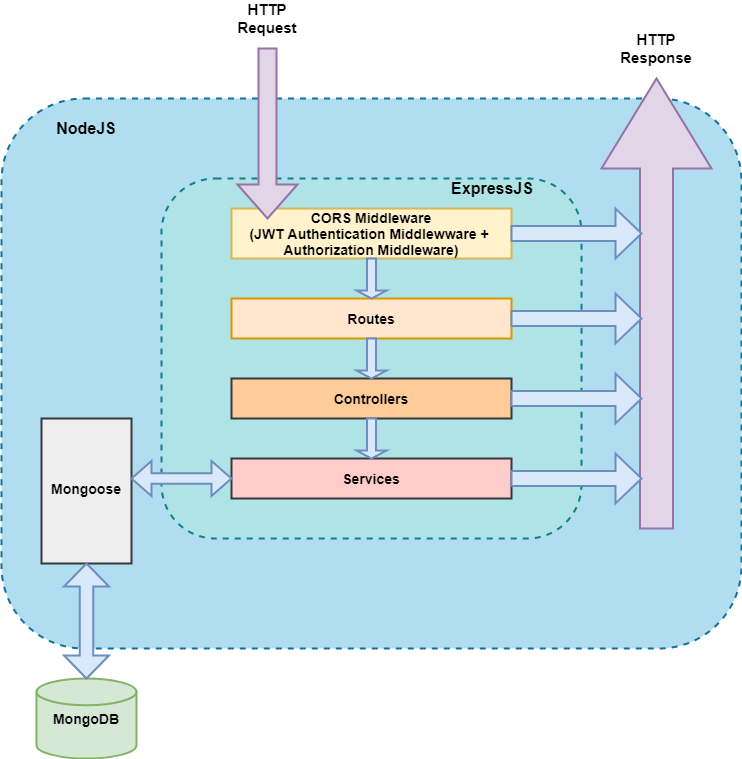 HTTP
Request
HTTP
Response
NodeJS
ExpressJS
CORS Middleware
(JWT Authentication Middlewware +
Authorization Middleware)
Routes
Controllers
Services
Mongoose
MongoDB